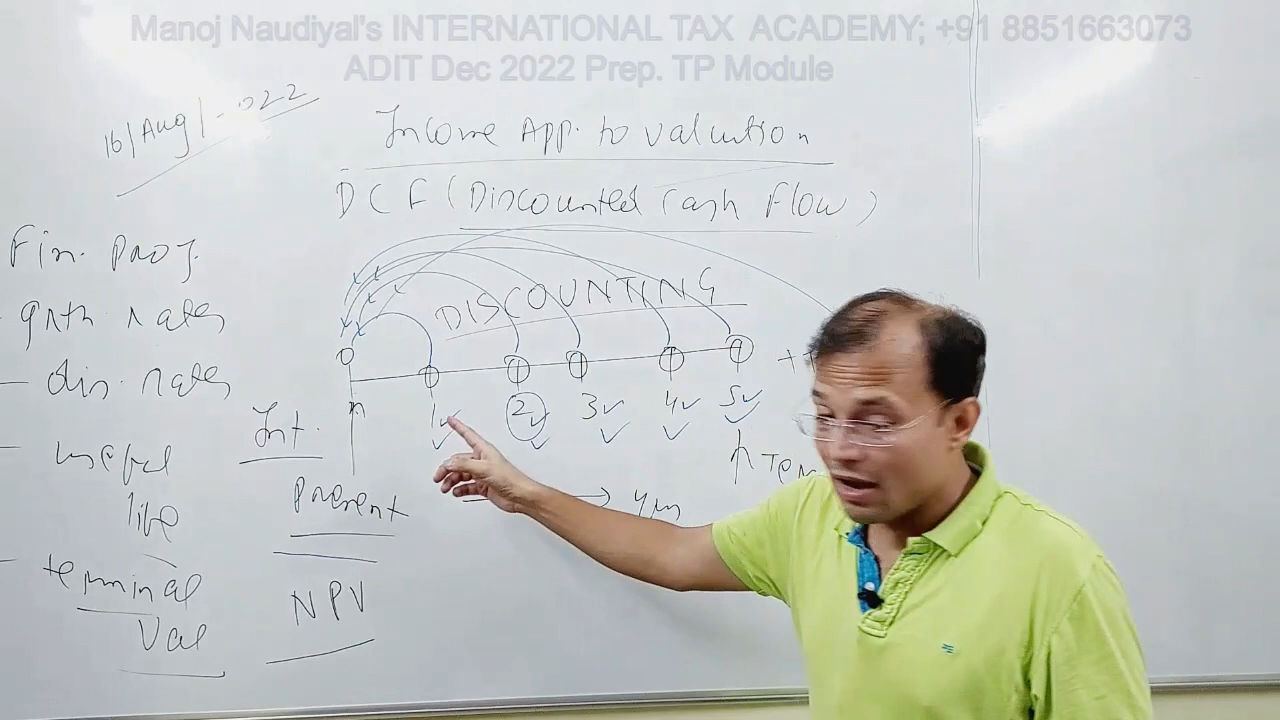 Manoj Naudiyal's INTERNATIONAL TAX ACADEMY; +91 8851663073
ADIT Dec 2022 Prep. TP Module
16/Aug/2022
Income App. to valution
DCF (Discounted Cash Flow)
DISCOUNTING
0
1 2 3 4 5
yrs
Fin. Proj.
- grth rates
- dis. rates
- useful
life
- terminal
Val
Int.
Present
NPV